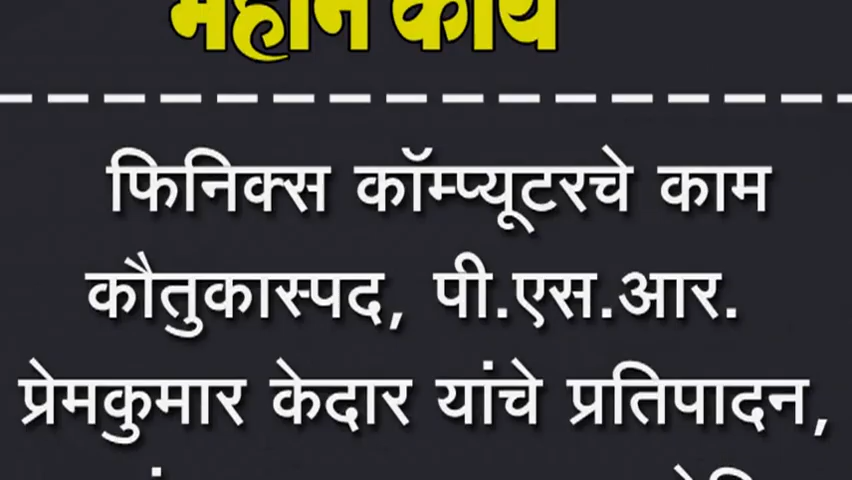 महान कार्य
फिनिक्स कॉम्प्यूटरचे काम
कौतुकास्पद, पी.एस.आर.
प्रेमकुमार केदार यांचे प्रतिपादन,